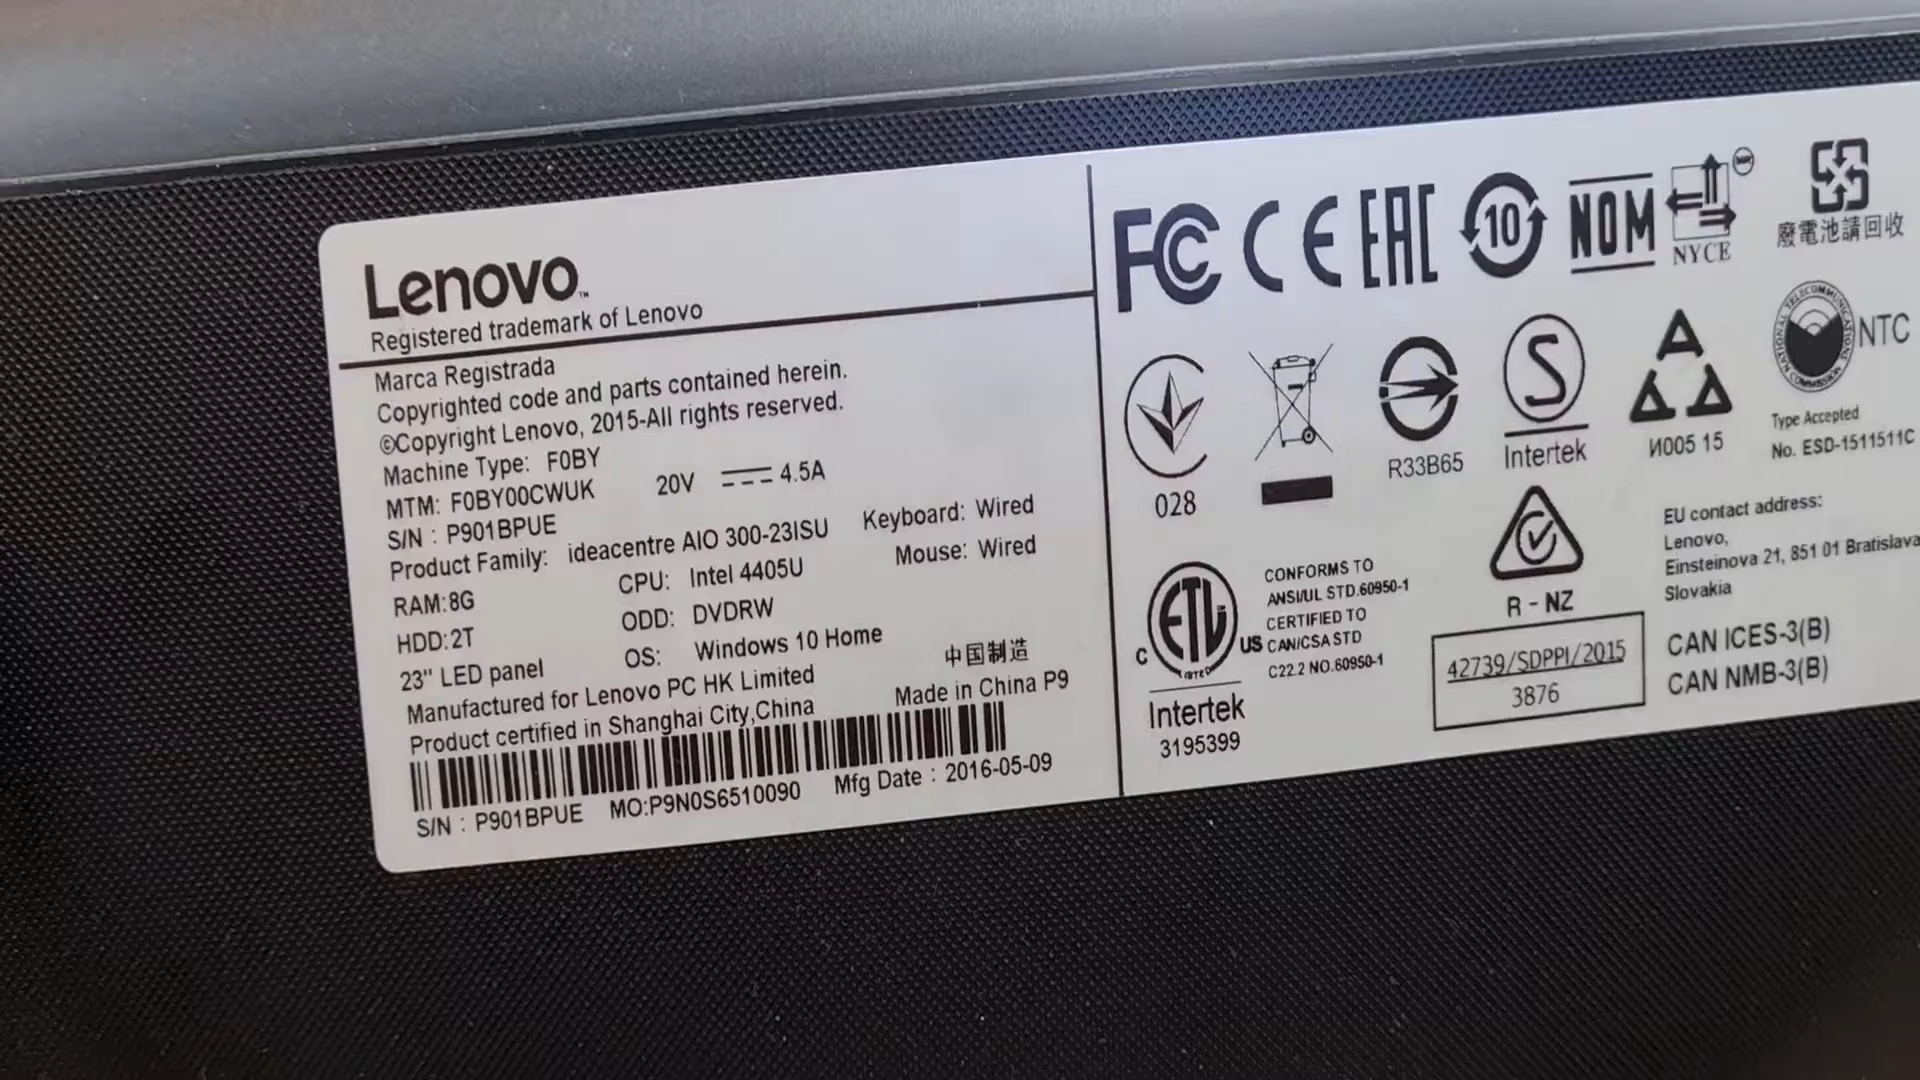 Lenovo™
Registered trademark of Lenovo
Marca Registrada
Copyrighted code and parts contained herein.
©Copyright Lenovo, 2015-All rights reserved.
Machine Type: F0BY
MTM: F0BY00CWUK 20V 4.5A
S/N : P901BPUE
Product Family: ideacentre AIO 300-23ISU Keyboard: Wired
RAM:8G CPU: Intel 4405U Mouse: Wired
HDD:2T ODD: DVDRW
23" LED panel OS: Windows 10 Home
Manufactured for Lenovo PC HK Limited 中国制造
Product certified in Shanghai City,China Made in China P9
S/N : P901BPUE MO:P9N0S6510090 Mfg Date : 2016-05-09
FC CE EAC 10 NOM NYCE
廢電池請回收
028
R33B65
S
Intertek
И005 15
NATIONAL TELECOMMUNICATIONS COMMISSION
NTC
Type Accepted
No. ESD-1511511C
C ETL US
LISTED
Intertek
3195399
CONFORMS TO
ANSI/UL STD.60950-1
CERTIFIED TO
CAN/CSA STD
C22.2 NO.60950-1
R-NZ
42739/SDPPI/2015
3876
EU contact address:
Lenovo,
Einsteinova 21, 851 01 Bratislava
Slovakia
CAN ICES-3(B)
CAN NMB-3(B)